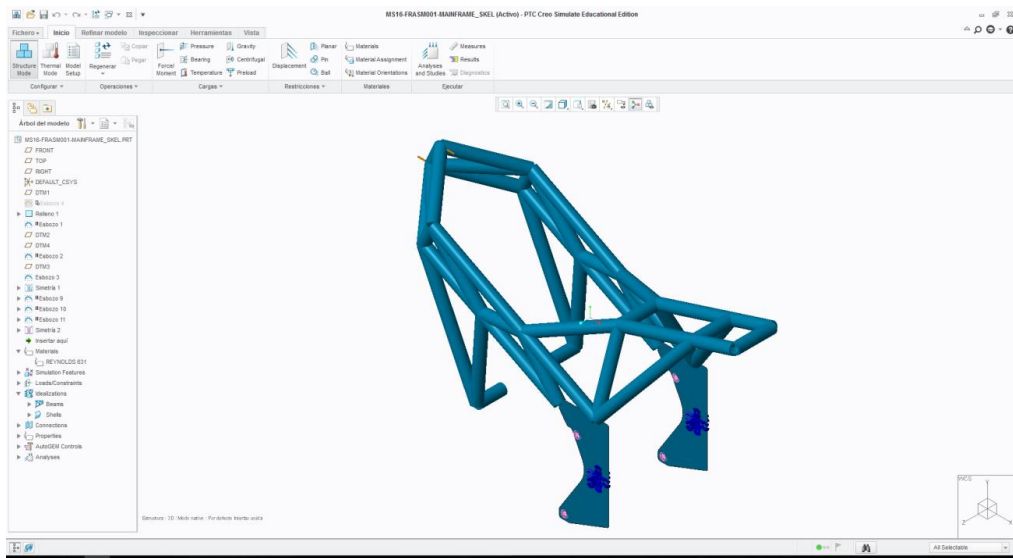 MS16-FRASM001-MAINFRAME_SKEL (Activo) - PTC Creo Simulate Educational Edition
Fichero Inicio Refinar modelo Inspeccionar Herramientas Vista
Structure Mode
Thermal Mode
Model Setup
Regenerar
Copiar
Pegar
Force/ Moment
Pressure
Bearing
Temperature
Gravity
Centrifugal
Preload
Displacement
Planar
Pin
Ball
Materials
Material Assignment
Material Orientations
Analyses and Studies
Measures
Results
Diagnostics
Configurar Operaciones Cargas Restricciones Materiales Ejecutar
Árbol del modelo
MS16-FRASM001-MAINFRAME_SKEL.PRT
FRONT
TOP
RIGHT
DEFAULT_CSYS
DTM1
Esbozo 4
Relleno 1
Esbozo 1
DTM2
DTM4
Esbozo 2
DTM3
Esbozo 3
Simetría 1
Esbozo 9
Esbozo 10
Esbozo 11
Simetría 2
Insertar aquí
Materials
REYNOLDS 631
Simulation Features
Loads/Constraints
Idealizations
Beams
Shells
Connections
Properties
AutoGEM Controls
Analyses
WCS
Y
Z
X
All Selectable